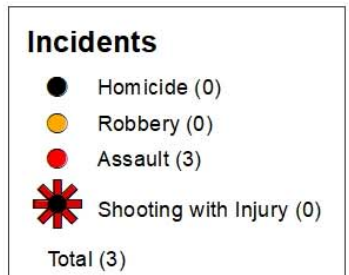 Incidents
Homicide (0)
Robbery (0)
Assault (3)
Shooting with Injury (0)
Total (3)